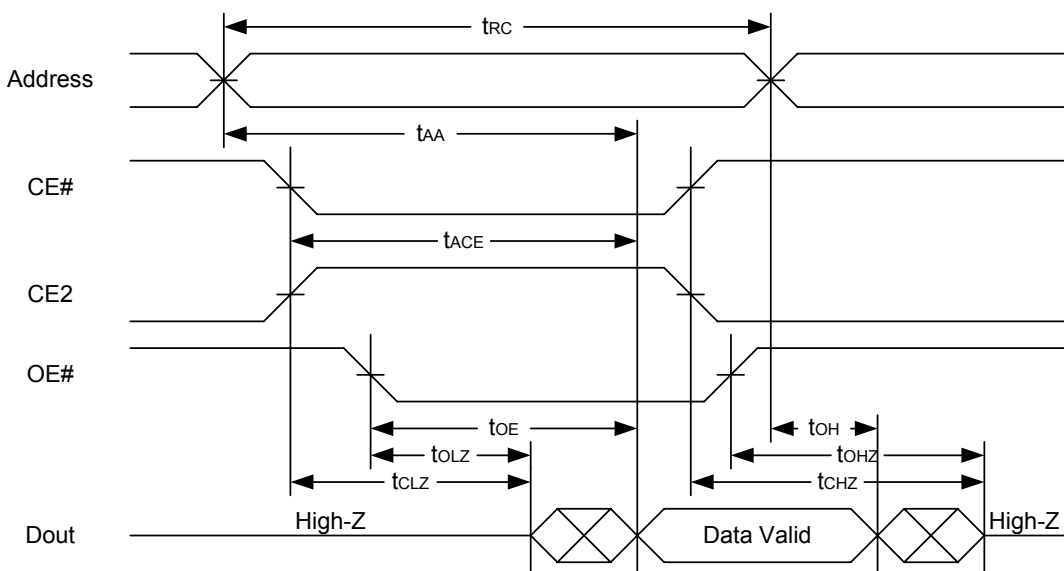 tRC
Address
tAA
CE#
tACE
CE2
OE#
tOE
tOH
tOLZ
tOHZ
tCLZ
tCHZ
High-Z
Data Valid
High-Z
Dout